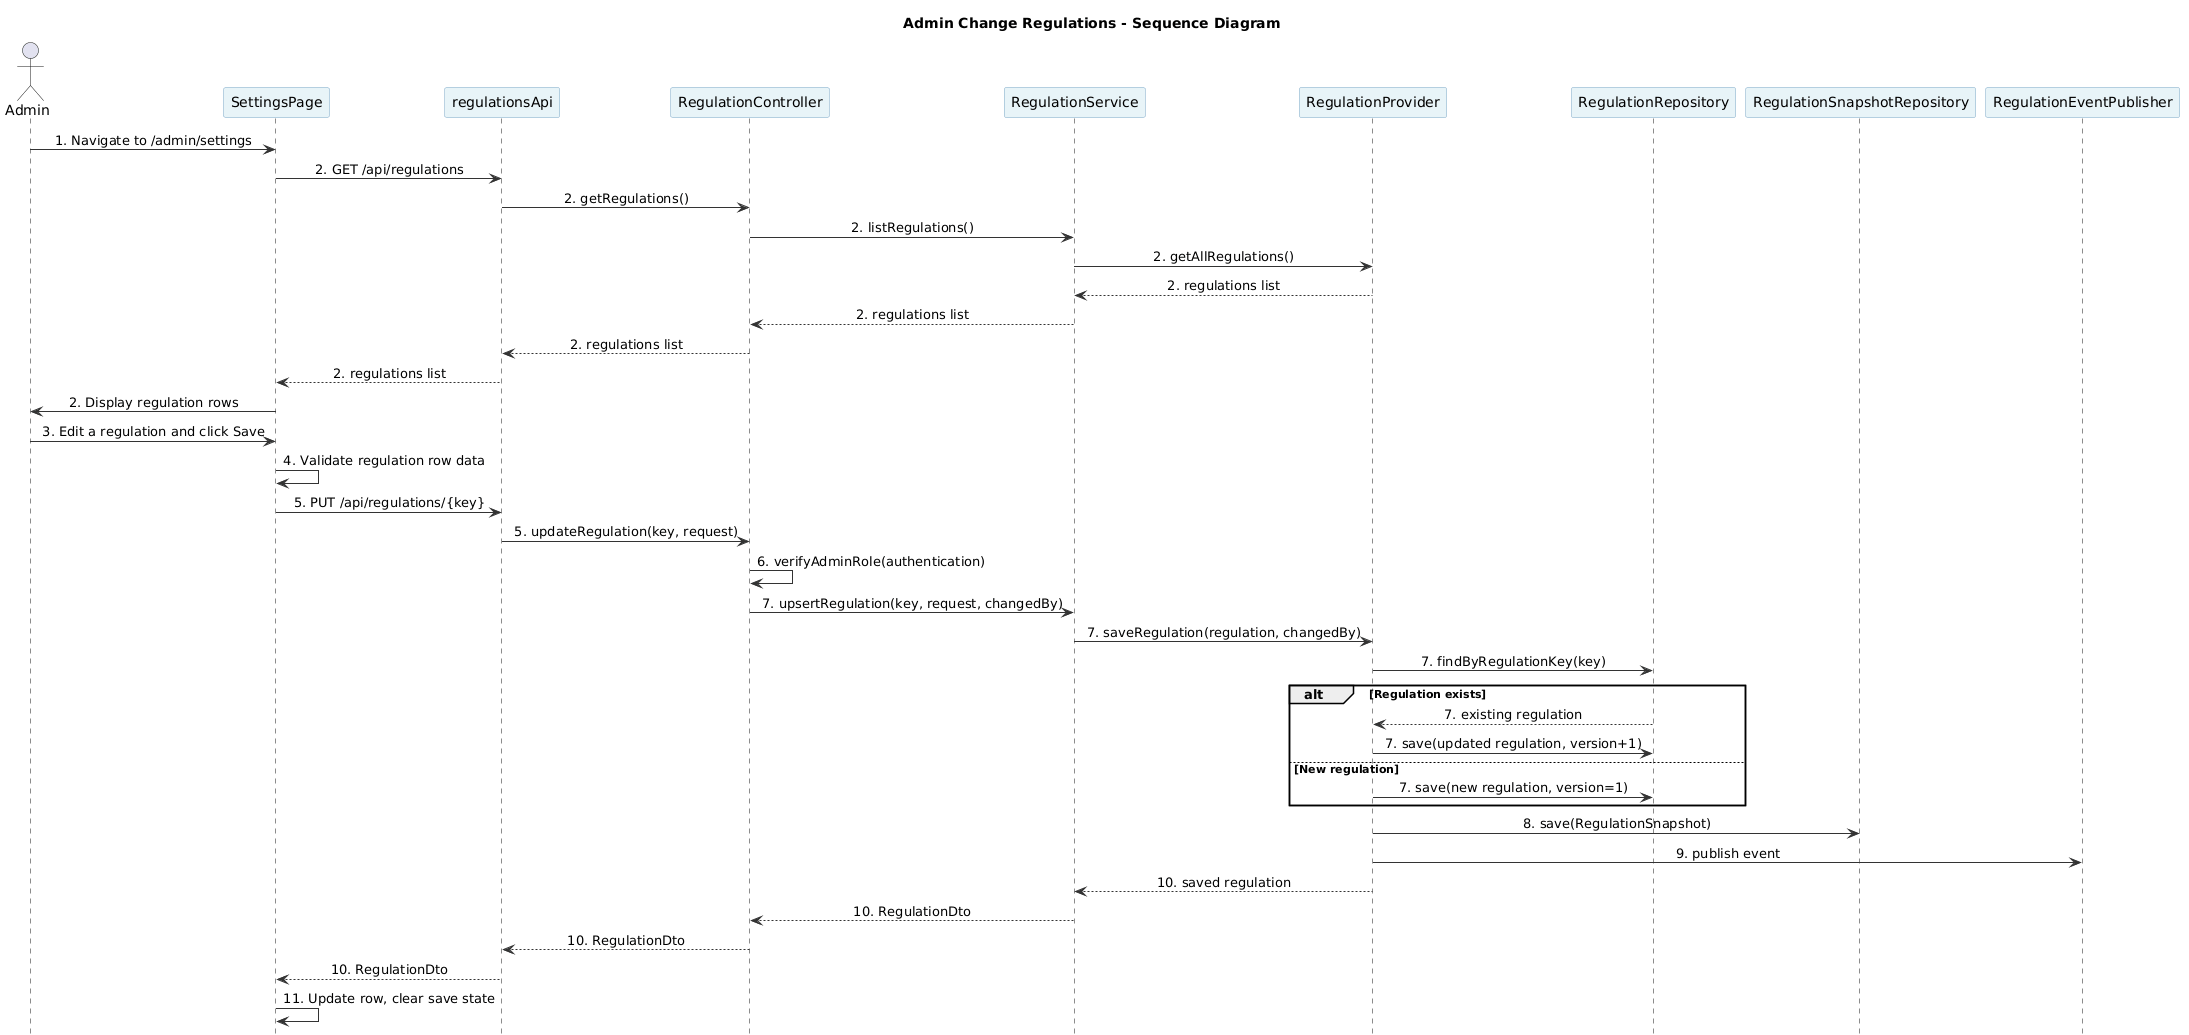 Admin Change Regulations - Sequence Diagram
Admin
SettingsPage
regulationsApi
RegulationController
RegulationService
RegulationProvider
RegulationRepository
RegulationSnapshotRepository
RegulationEventPublisher
1. Navigate to /admin/settings
2. GET /api/regulations
2. getRegulations()
2. listRegulations()
2. getAllRegulations()
2. regulations list
2. regulations list
2. regulations list
2. regulations list
2. Display regulation rows
3. Edit a regulation and click Save
4. Validate regulation row data
5. PUT /api/regulations/{key}
5. updateRegulation(key, request)
6. verifyAdminRole(authentication)
7. upsertRegulation(key, request, changedBy)
7. saveRegulation(regulation, changedBy)
7. findByRegulationKey(key)
alt
[Regulation exists]
7. existing regulation
7. save(updated regulation, version+1)
[New regulation]
7. save(new regulation, version=1)
8. save(RegulationSnapshot)
9. publish event
10. saved regulation
10. RegulationDto
10. RegulationDto
10. RegulationDto
11. Update row, clear save state